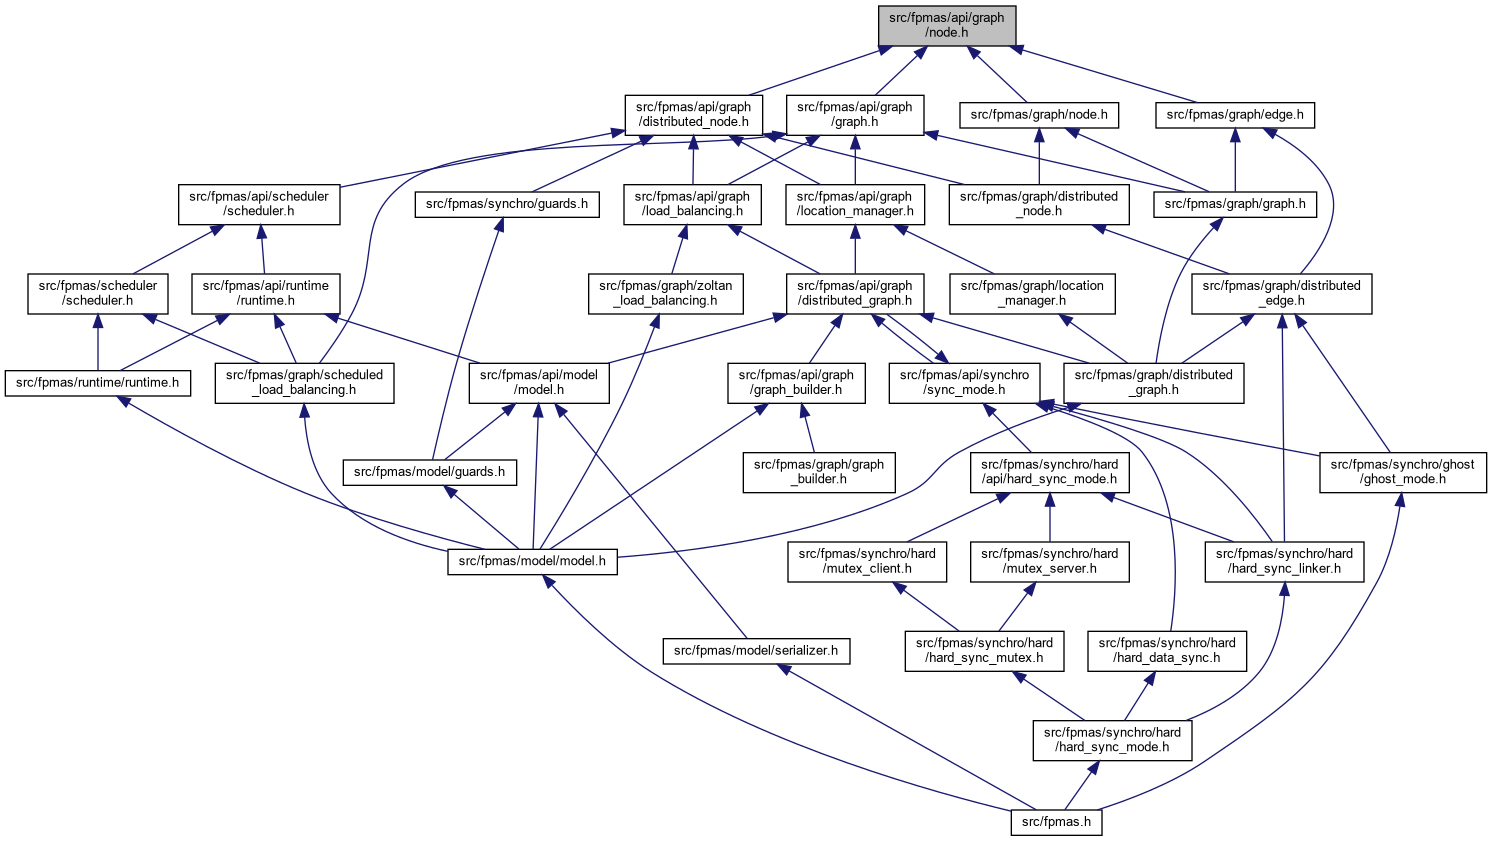 src/fpmas/api/graph
/node.h
src/fpmas/api/graph
/distributed_node.h
src/fpmas/api/graph
/graph.h
src/fpmas/graph/node.h
src/fpmas/graph/edge.h
src/fpmas/api/scheduler
/scheduler.h
src/fpmas/synchro/guards.h
src/fpmas/api/graph
/load_balancing.h
src/fpmas/api/graph
/location_manager.h
src/fpmas/graph/distributed
_node.h
src/fpmas/graph/graph.h
src/fpmas/scheduler
/scheduler.h
src/fpmas/api/runtime
/runtime.h
src/fpmas/graph/zoltan
_load_balancing.h
src/fpmas/api/graph
/distributed_graph.h
src/fpmas/graph/location
_manager.h
src/fpmas/graph/distributed
_edge.h
src/fpmas/runtime/runtime.h
src/fpmas/graph/scheduled
_load_balancing.h
src/fpmas/api/model
/model.h
src/fpmas/api/graph
/graph_builder.h
src/fpmas/api/synchro
/sync_mode.h
src/fpmas/graph/distributed
_graph.h
src/fpmas/model/guards.h
src/fpmas/graph/graph
_builder.h
src/fpmas/synchro/hard
/api/hard_sync_mode.h
src/fpmas/synchro/ghost
/ghost_mode.h
src/fpmas/model/model.h
src/fpmas/synchro/hard
/mutex_client.h
src/fpmas/synchro/hard
/mutex_server.h
src/fpmas/synchro/hard
/hard_sync_linker.h
src/fpmas/model/serializer.h
src/fpmas/synchro/hard
/hard_sync_mutex.h
src/fpmas/synchro/hard
/hard_data_sync.h
src/fpmas/synchro/hard
/hard_sync_mode.h
src/fpmas.h